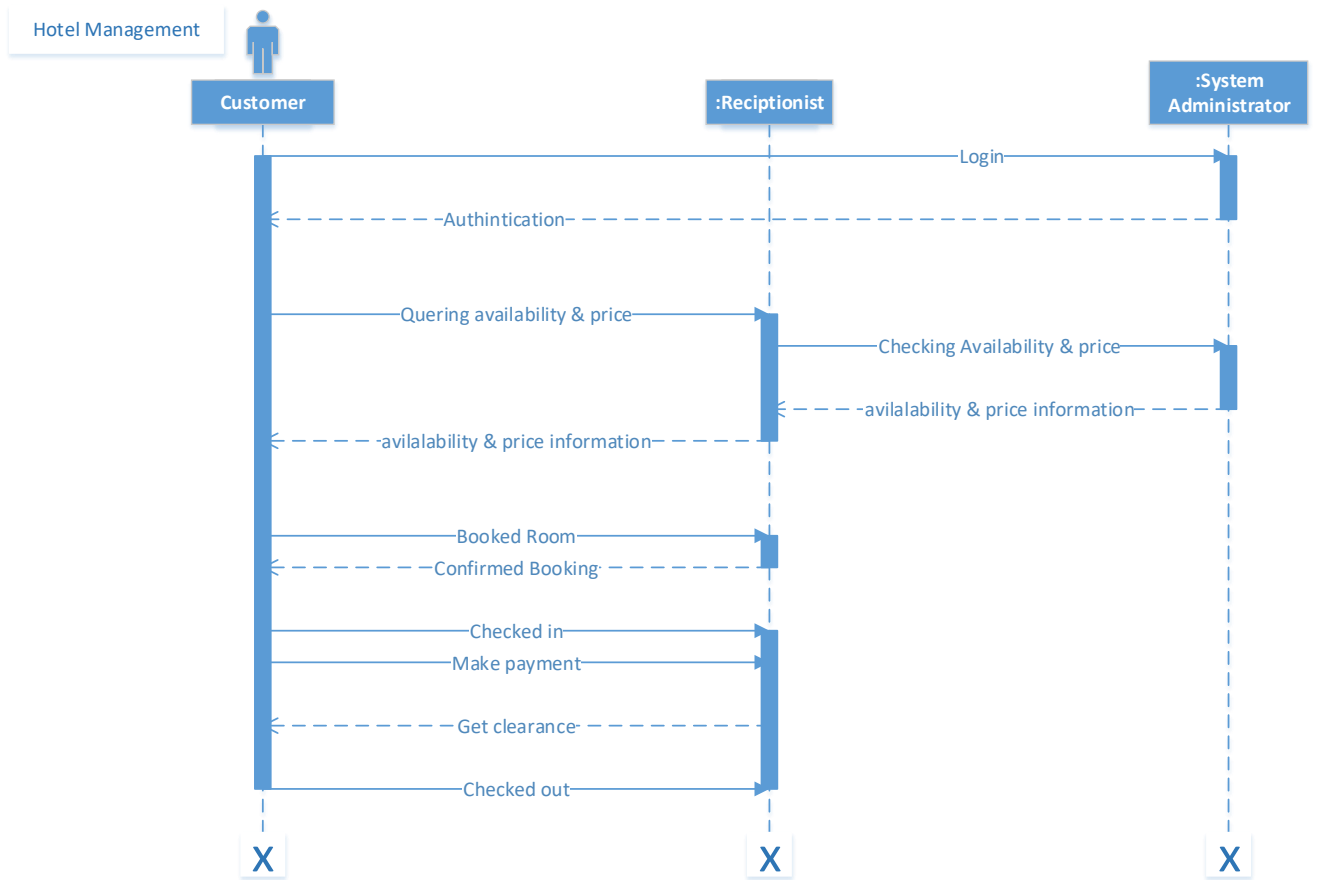 Hotel Management
Customer
:Reciptionist
:System
Administrator
Login
Authintication
Quering availability & price
Checking Availability & price
avilalability & price information
avilalability & price information
Booked Room
Confirmed Booking
Checked in
Make payment
Get clearance
Checked out
X
X
X